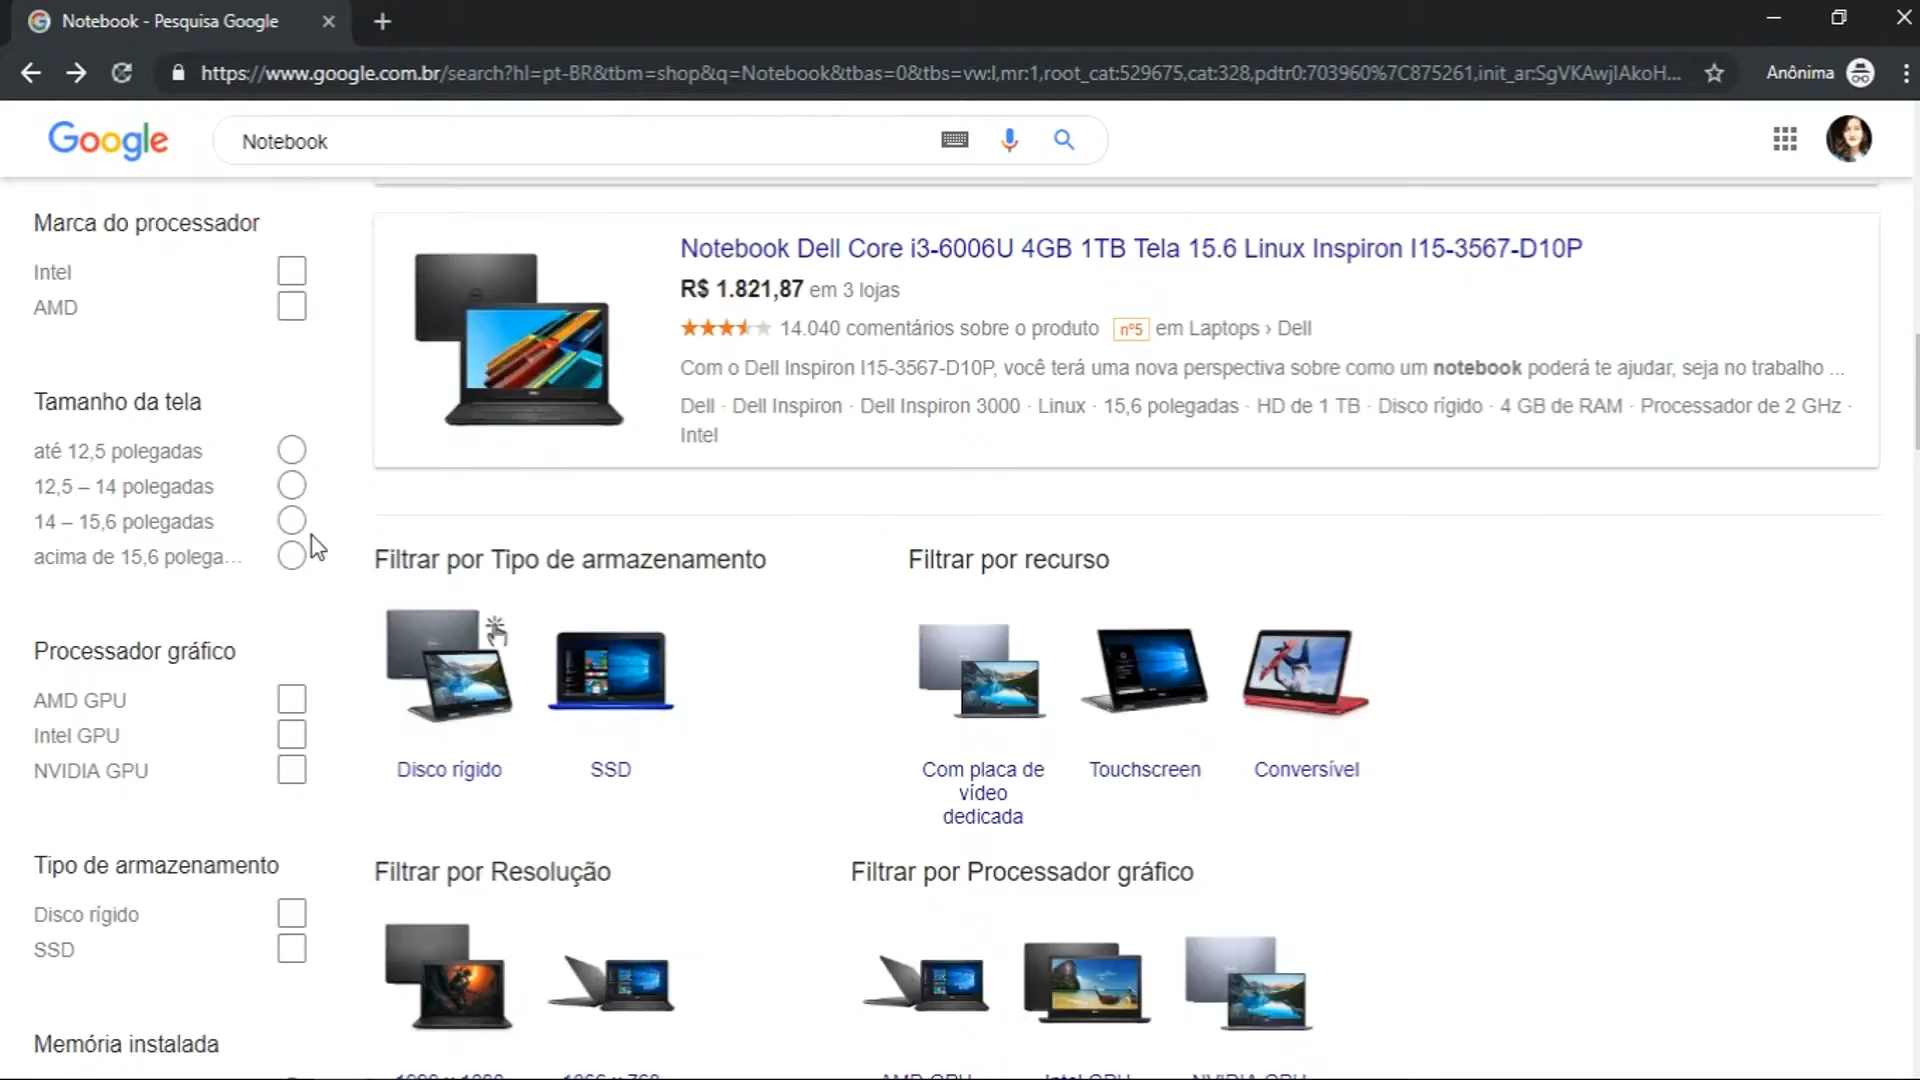 Notebook - Pesquisa Google
https://www.google.com.br/search?hl=pt-BR&tbm=shop&q=Notebook&tbas=0&tbs=vw:l,mr:1,root_cat:529675,cat:328,pdtr0:703960%7C875261,init_ar:SgVKAwjlAkoH...
Anônima
Google
Notebook
Marca do processador
Intel
AMD
Tamanho da tela
até 12,5 polegadas
12,5 – 14 polegadas
14 – 15,6 polegadas
acima de 15,6 polega...
Processador gráfico
AMD GPU
Intel GPU
NVIDIA GPU
Tipo de armazenamento
Disco rígido
SSD
Memória instalada
Notebook Dell Core i3-6006U 4GB 1TB Tela 15.6 Linux Inspiron I15-3567-D10P
R$ 1.821,87 em 3 lojas
14.040 comentários sobre o produto nº5 em Laptops › Dell
Com o Dell Inspiron I15-3567-D10P, você terá uma nova perspectiva sobre como um notebook poderá te ajudar, seja no trabalho ...
Dell · Dell Inspiron · Dell Inspiron 3000 · Linux · 15,6 polegadas · HD de 1 TB · Disco rígido · 4 GB de RAM · Processador de 2 GHz ·
Intel
Filtrar por Tipo de armazenamento
Disco rígido
SSD
Filtrar por recurso
Com placa de
vídeo
dedicada
Touchscreen
Conversível
Filtrar por Resolução
Filtrar por Processador gráfico
AMD GPU
Intel GPU
NVIDIA GPU